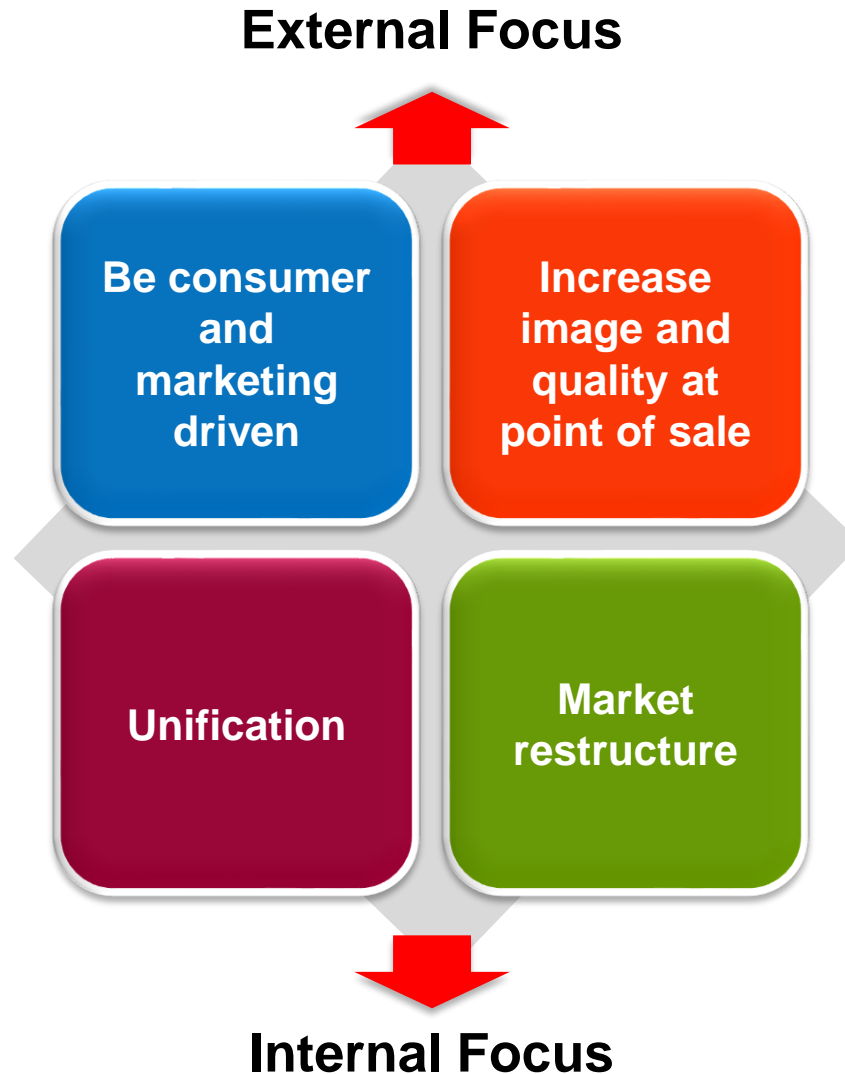 External Focus
Be consumer
and
marketing
driven
Increase
image and
quality at
point of sale
Unification
Market
restructure
Internal Focus